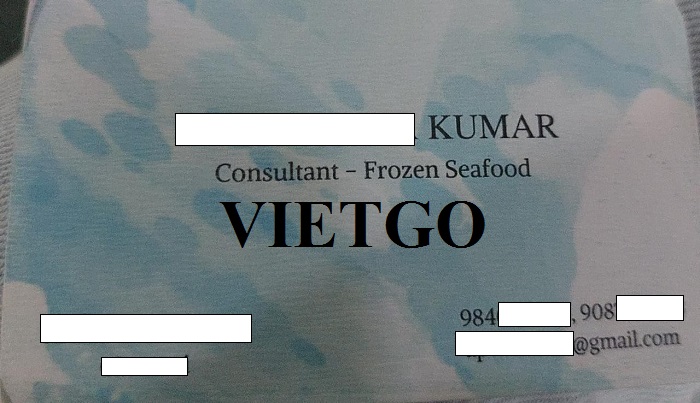 KUMAR
Consultant – Frozen Seafood
VIETGO
984 , 908
@gmail.com